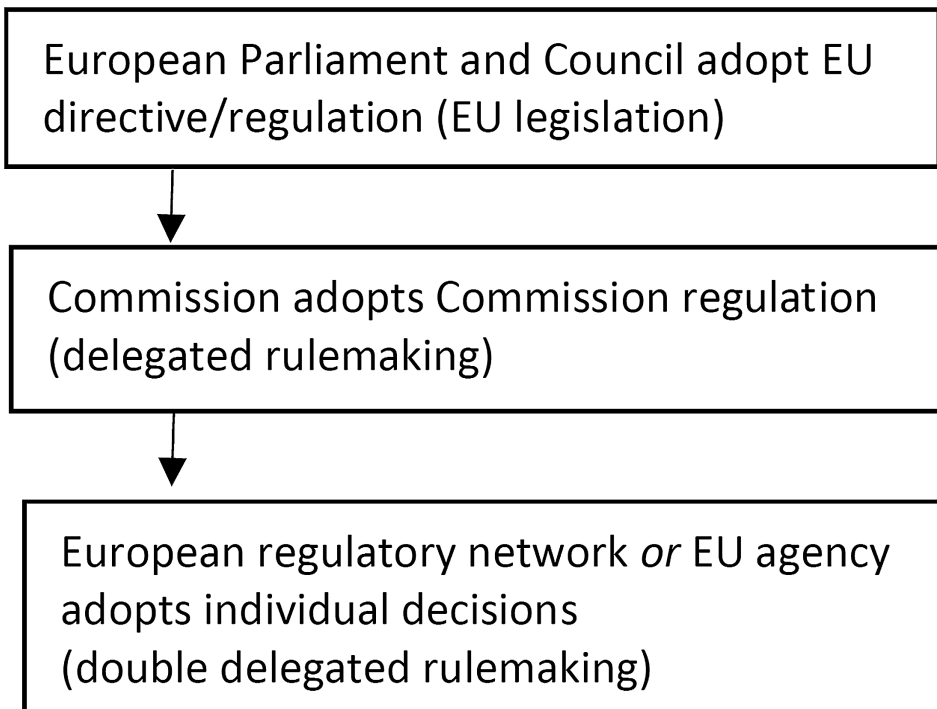 European Parliament and Council adopt EU
directive/regulation (EU legislation)
Commission adopts Commission regulation
(delegated rulemaking)
European regulatory network or EU agency
adopts individual decisions
(double delegated rulemaking)